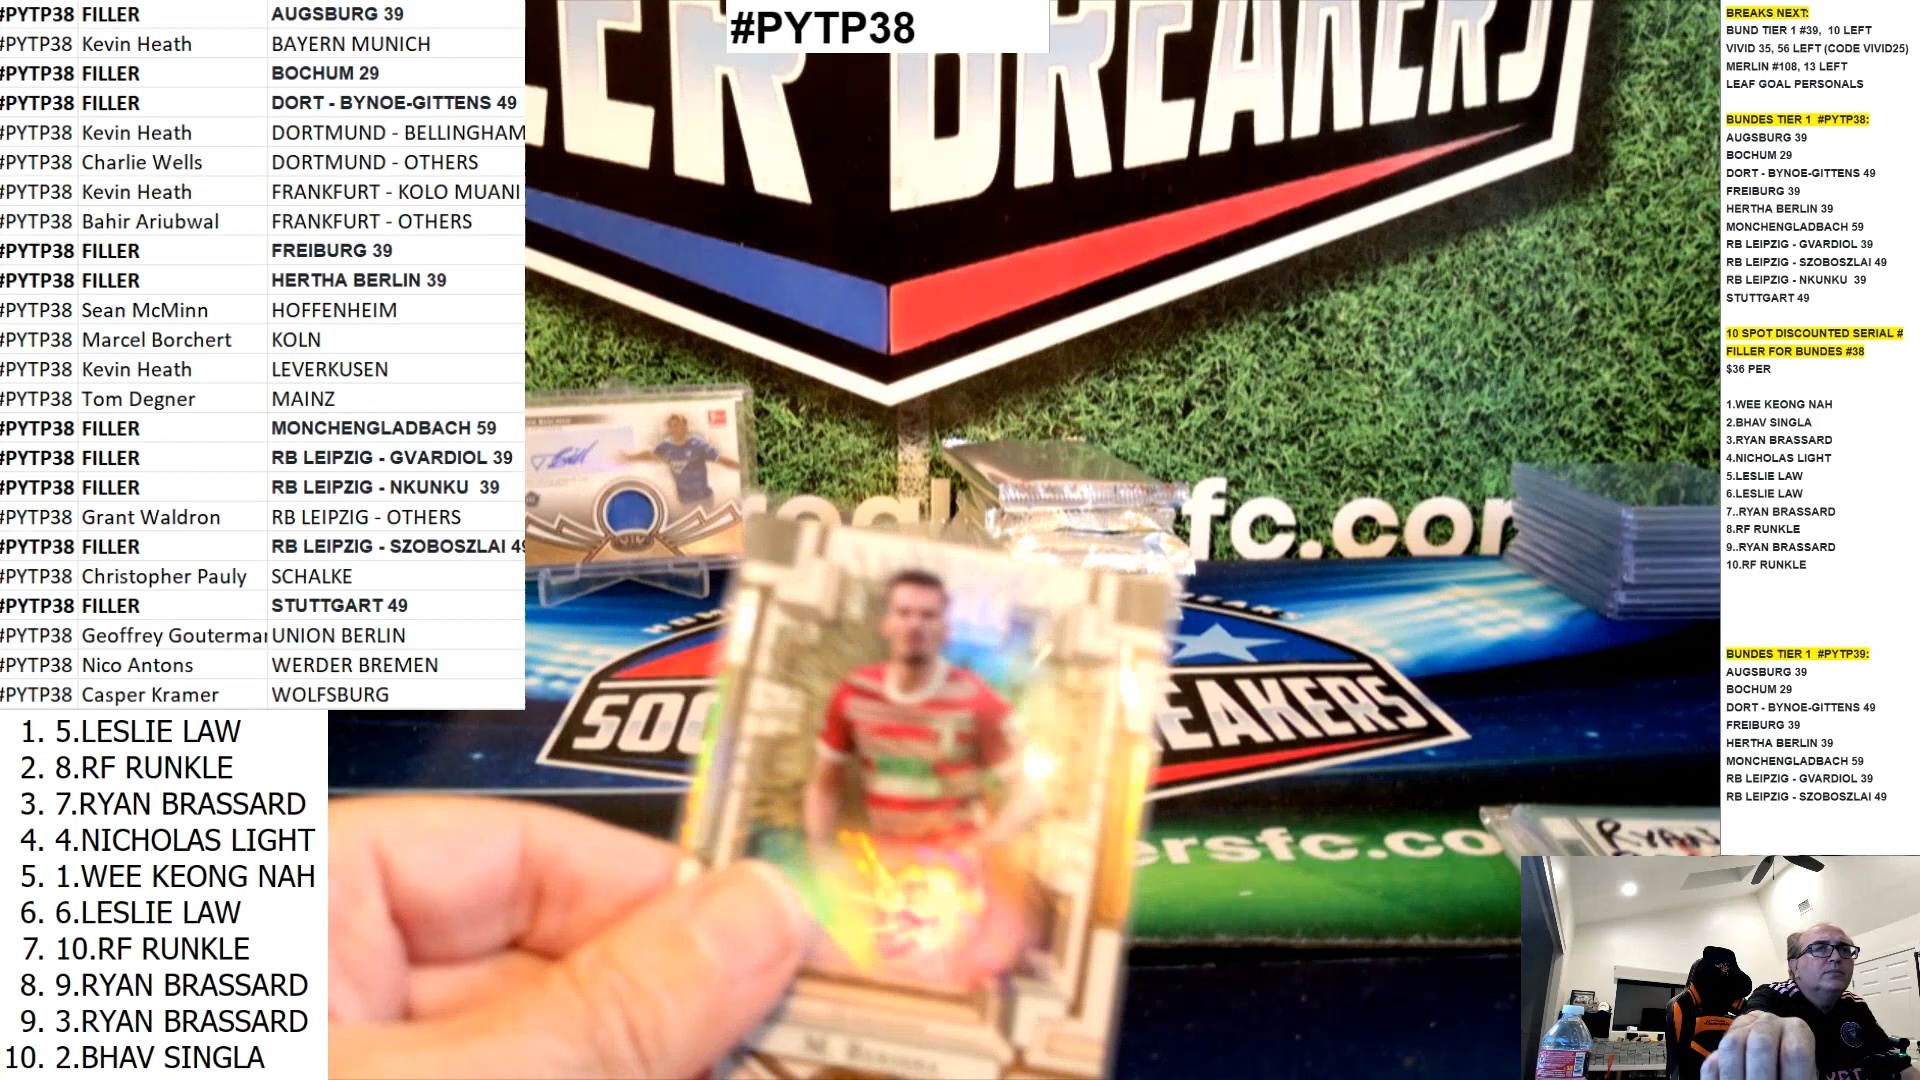 #PYTP38 FILLER AUGSBURG 39
#PYTP38 Kevin Heath BAYERN MUNICH
#PYTP38 FILLER BOCHUM 29
#PYTP38 FILLER DORT - BYNOE-GITTENS 49
#PYTP38 Kevin Heath DORTMUND - BELLINGHAM
#PYTP38 Charlie Wells DORTMUND - OTHERS
#PYTP38 Kevin Heath FRANKFURT - KOLO MUANI
#PYTP38 Bahir Ariubwal FRANKFURT - OTHERS
#PYTP38 FILLER FREIBURG 39
#PYTP38 FILLER HERTHA BERLIN 39
#PYTP38 Sean McMinn HOFFENHEIM
#PYTP38 Marcel Borchert KOLN
#PYTP38 Kevin Heath LEVERKUSEN
#PYTP38 Tom Degner MAINZ
#PYTP38 FILLER MONCHENGLADBACH 59
#PYTP38 FILLER RB LEIPZIG - GVARDIOL 39
#PYTP38 FILLER RB LEIPZIG - NKUNKU 39
#PYTP38 Grant Waldron RB LEIPZIG - OTHERS
#PYTP38 FILLER RB LEIPZIG - SZOBOSZLAI 49
#PYTP38 Christopher Pauly SCHALKE
#PYTP38 FILLER STUTTGART 49
#PYTP38 Geoffrey Gouterman UNION BERLIN
#PYTP38 Nico Antons WERDER BREMEN
#PYTP38 Casper Kramer WOLFSBURG
1. 5.LESLIE LAW
2. 8.RF RUNKLE
3. 7.RYAN BRASSARD
4. 4.NICHOLAS LIGHT
5. 1.WEE KEONG NAH
6. 6.LESLIE LAW
7. 10.RF RUNKLE
8. 9.RYAN BRASSARD
9. 3.RYAN BRASSARD
10. 2.BHAV SINGLA
#PYTP38
ER BREAKERS
fc.com
SOC EAKERS
ersfc.co
RYAN
BREAKS NEXT:
BUND TIER 1 #39, 10 LEFT
VIVID 35, 56 LEFT (CODE VIVID25)
MERLIN #108, 13 LEFT
LEAF GOAL PERSONALS
BUNDES TIER 1 #PYTP38:
AUGSBURG 39
BOCHUM 29
DORT - BYNOE-GITTENS 49
FREIBURG 39
HERTHA BERLIN 39
MONCHENGLADBACH 59
RB LEIPZIG - GVARDIOL 39
RB LEIPZIG - SZOBOSZLAI 49
RB LEIPZIG - NKUNKU 39
STUTTGART 49
10 SPOT DISCOUNTED SERIAL #
FILLER FOR BUNDES #38
$36 PER
1.WEE KEONG NAH
2.BHAV SINGLA
3.RYAN BRASSARD
4.NICHOLAS LIGHT
5.LESLIE LAW
6.LESLIE LAW
7..RYAN BRASSARD
8.RF RUNKLE
9..RYAN BRASSARD
10.RF RUNKLE
BUNDES TIER 1 #PYTP39:
AUGSBURG 39
BOCHUM 29
DORT - BYNOE-GITTENS 49
FREIBURG 39
HERTHA BERLIN 39
MONCHENGLADBACH 59
RB LEIPZIG - GVARDIOL 39
RB LEIPZIG - SZOBOSZLAI 49